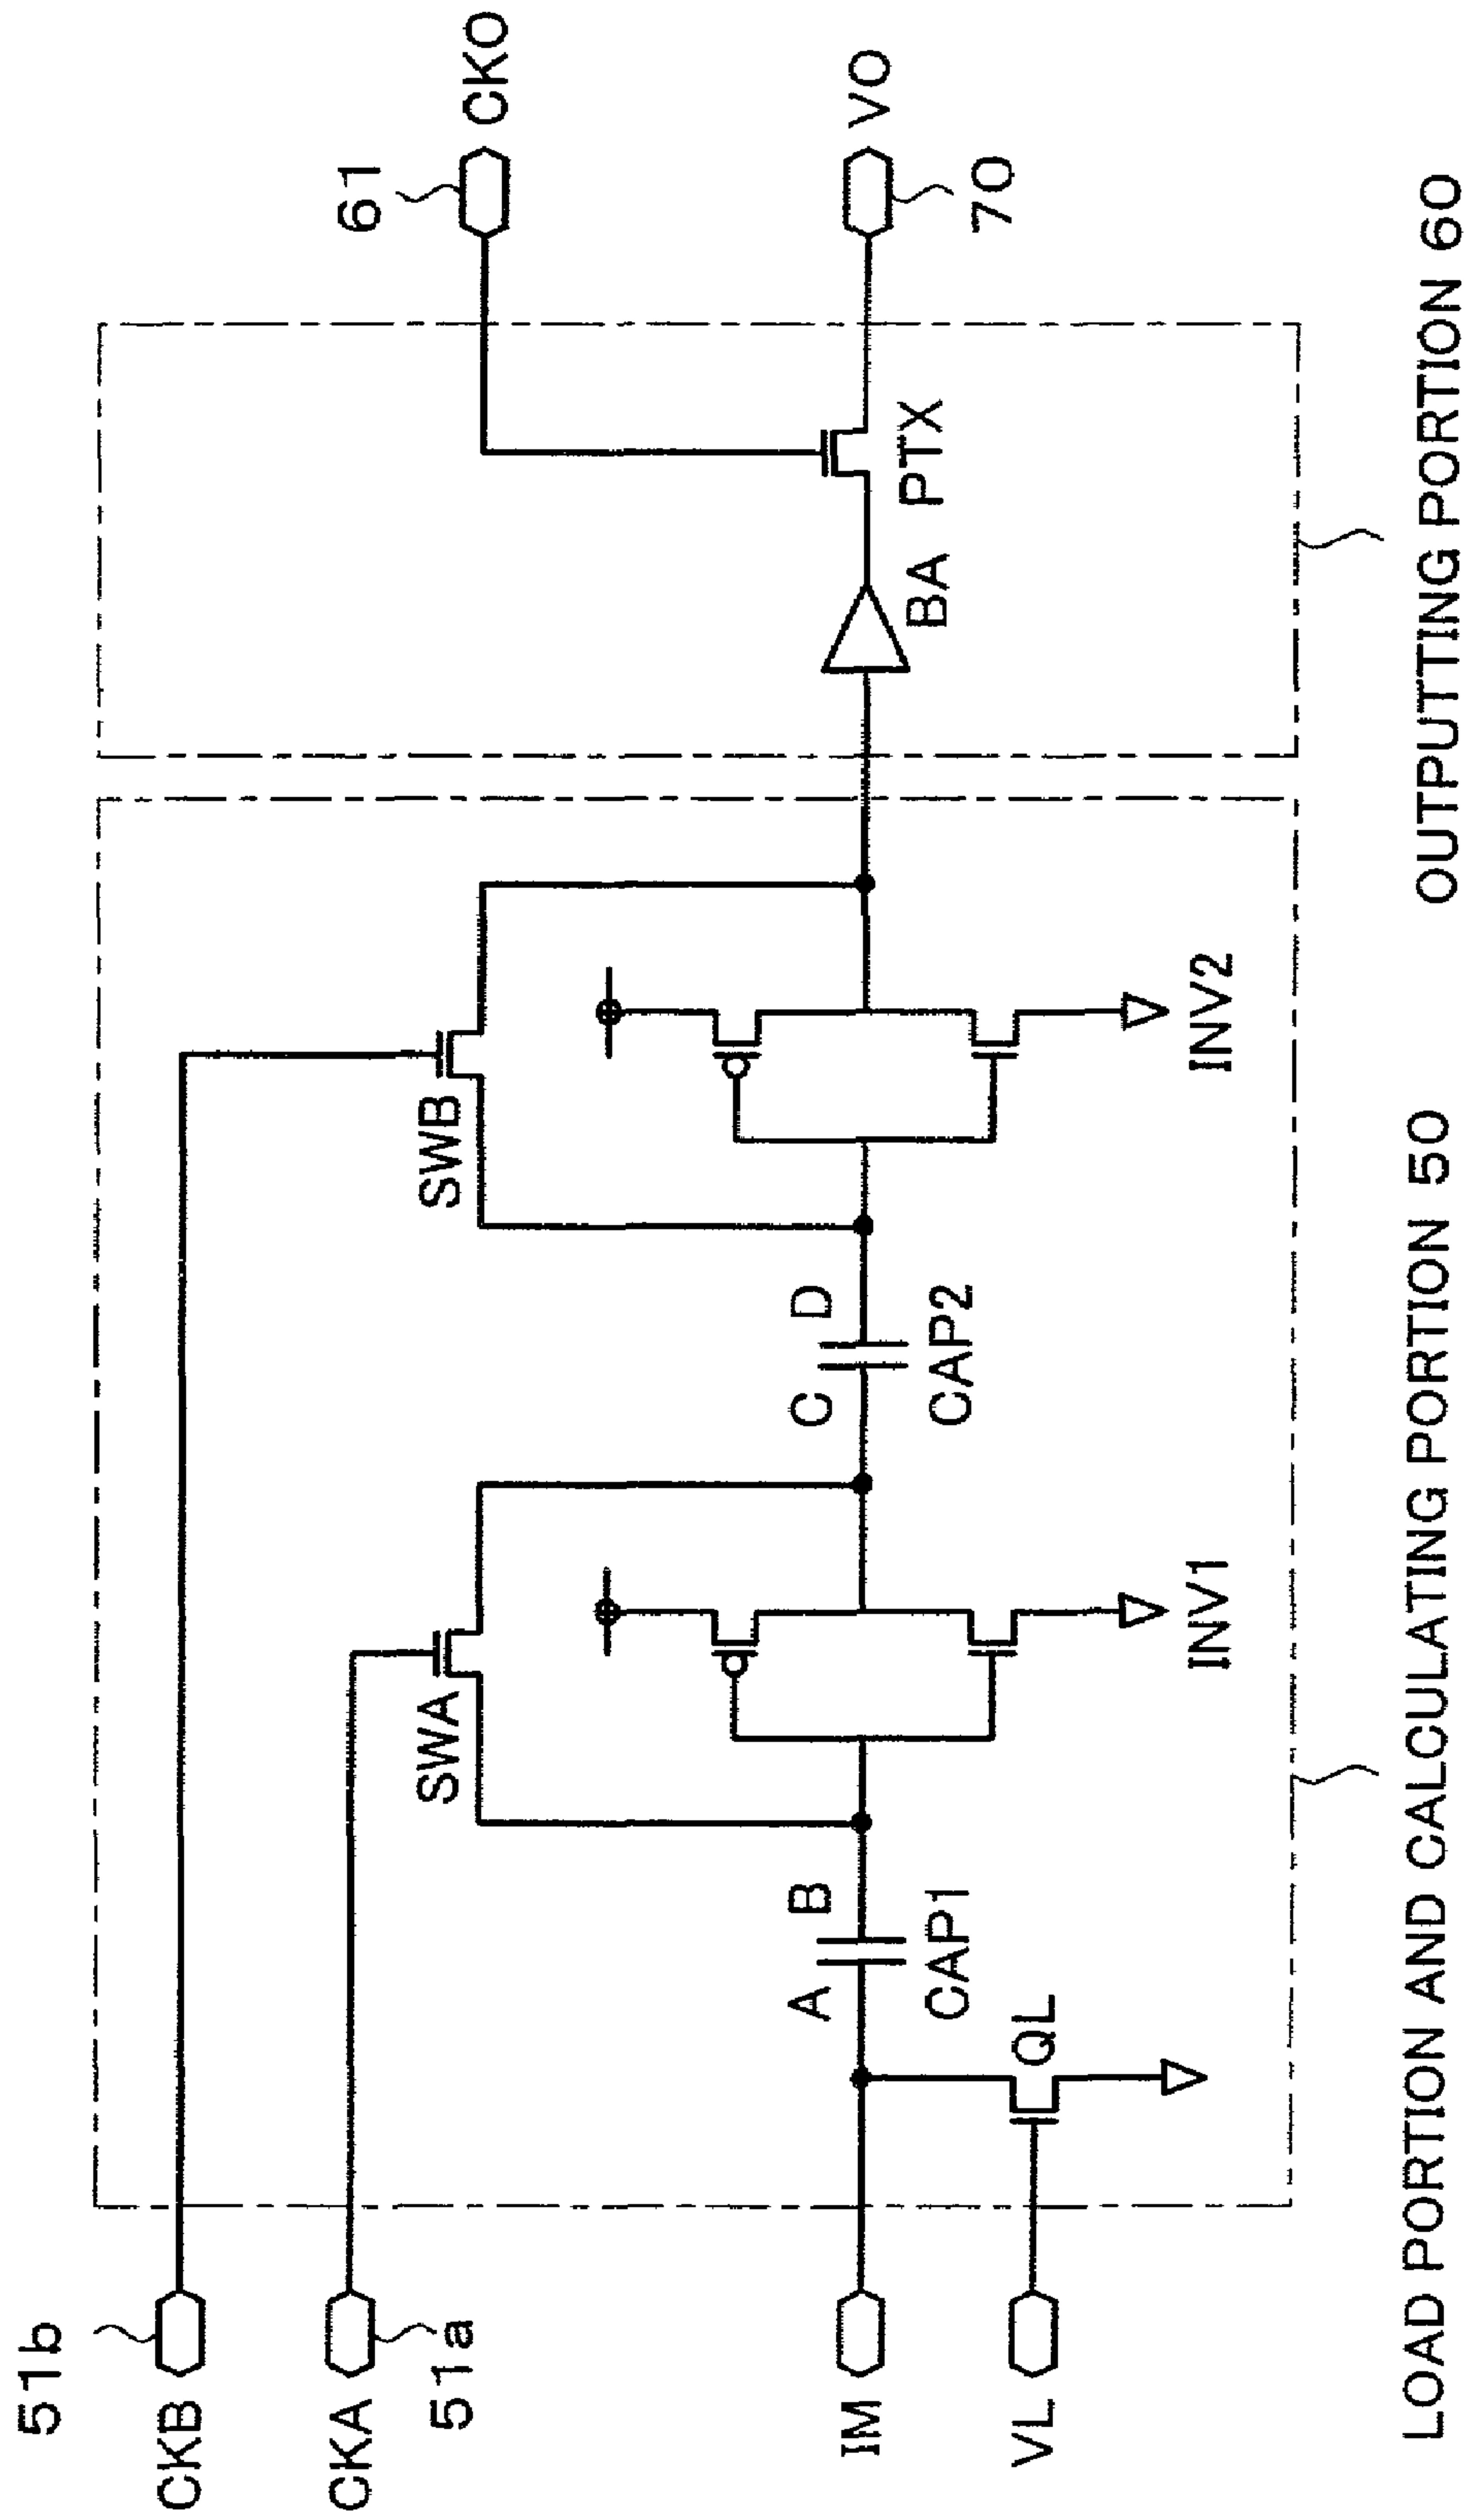 51b
CKB
CKA
51a
IM
VL
SWA
SWB
A
B
CAP1
QL
INV1
C
D
CAP2
INV2
BA
PTX
61
CKO
VO
70
LOAD PORTION AND CALCULATING PORTION 50
OUTPUTTING PORTION 60